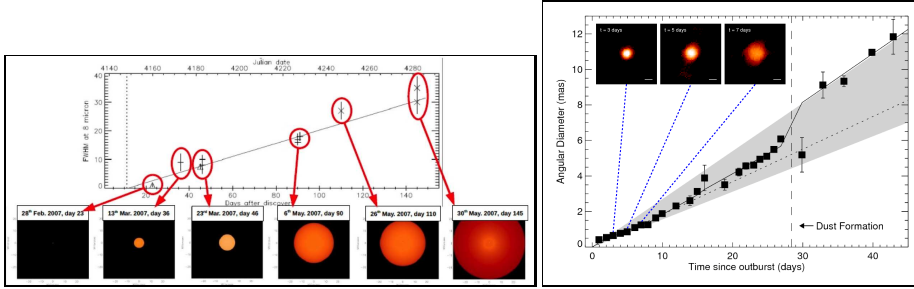 Julian date
4140 4160 4180 4200 4220 4240 4260 4280
FWHM at 8 micron
40
30
20
10
0
20 40 60 80 100 120 140
Days after discovery
28th Feb. 2007, day 23
13th Mar. 2007, day 36
23rd Mar. 2007, day 46
6th May. 2007, day 90
26th May. 2007, day 110
30th May. 2007, day 145
Angular Diameter (mas)
12
10
8
6
4
2
0
t = 3 days
t = 5 days
t = 7 days
Dust Formation
0 10 20 30 40
Time since outburst (days)